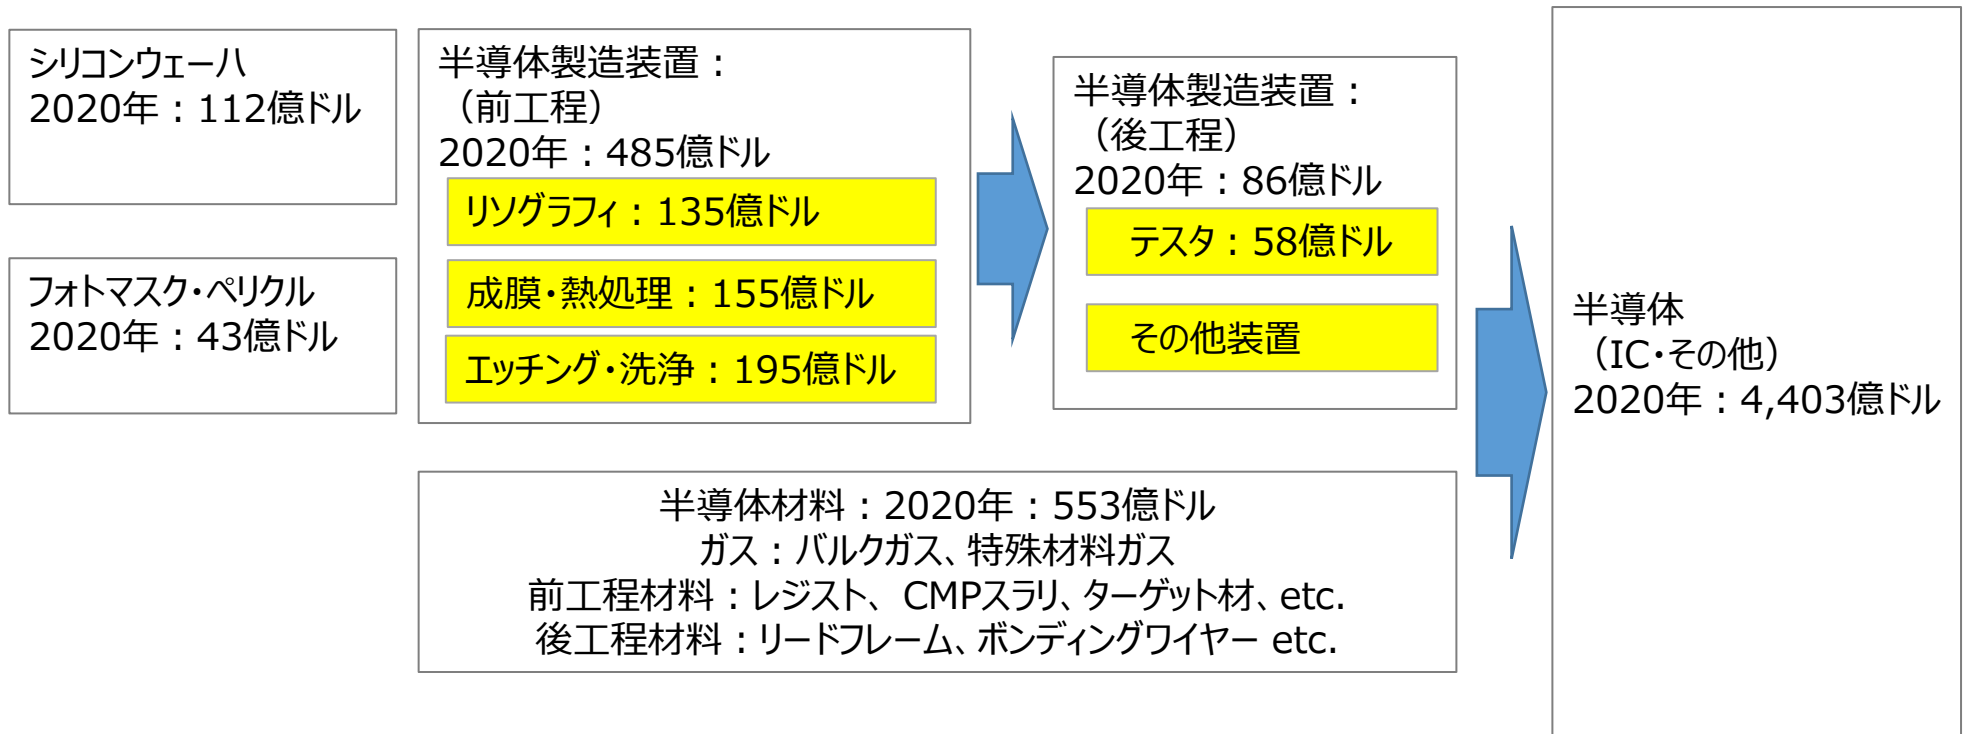 シリコンウェーハ
2020年：112億ドル
フォトマスク・ペリクル
2020年：43億ドル
半導体製造装置：
（前工程）
2020年：485億ドル
リソグラフィ：135億ドル
成膜・熱処理：155億ドル
エッチング・洗浄：195億ドル
半導体製造装置：
（後工程）
2020年：86億ドル
テスタ：58億ドル
その他装置
半導体材料：2020年：553億ドル
ガス：バルクガス、特殊材料ガス
前工程材料：レジスト、CMPスラリ、ターゲット材、etc.
後工程材料：リードフレーム、ボンディングワイヤー etc.
半導体
（IC・その他）
2020年：4,403億ドル